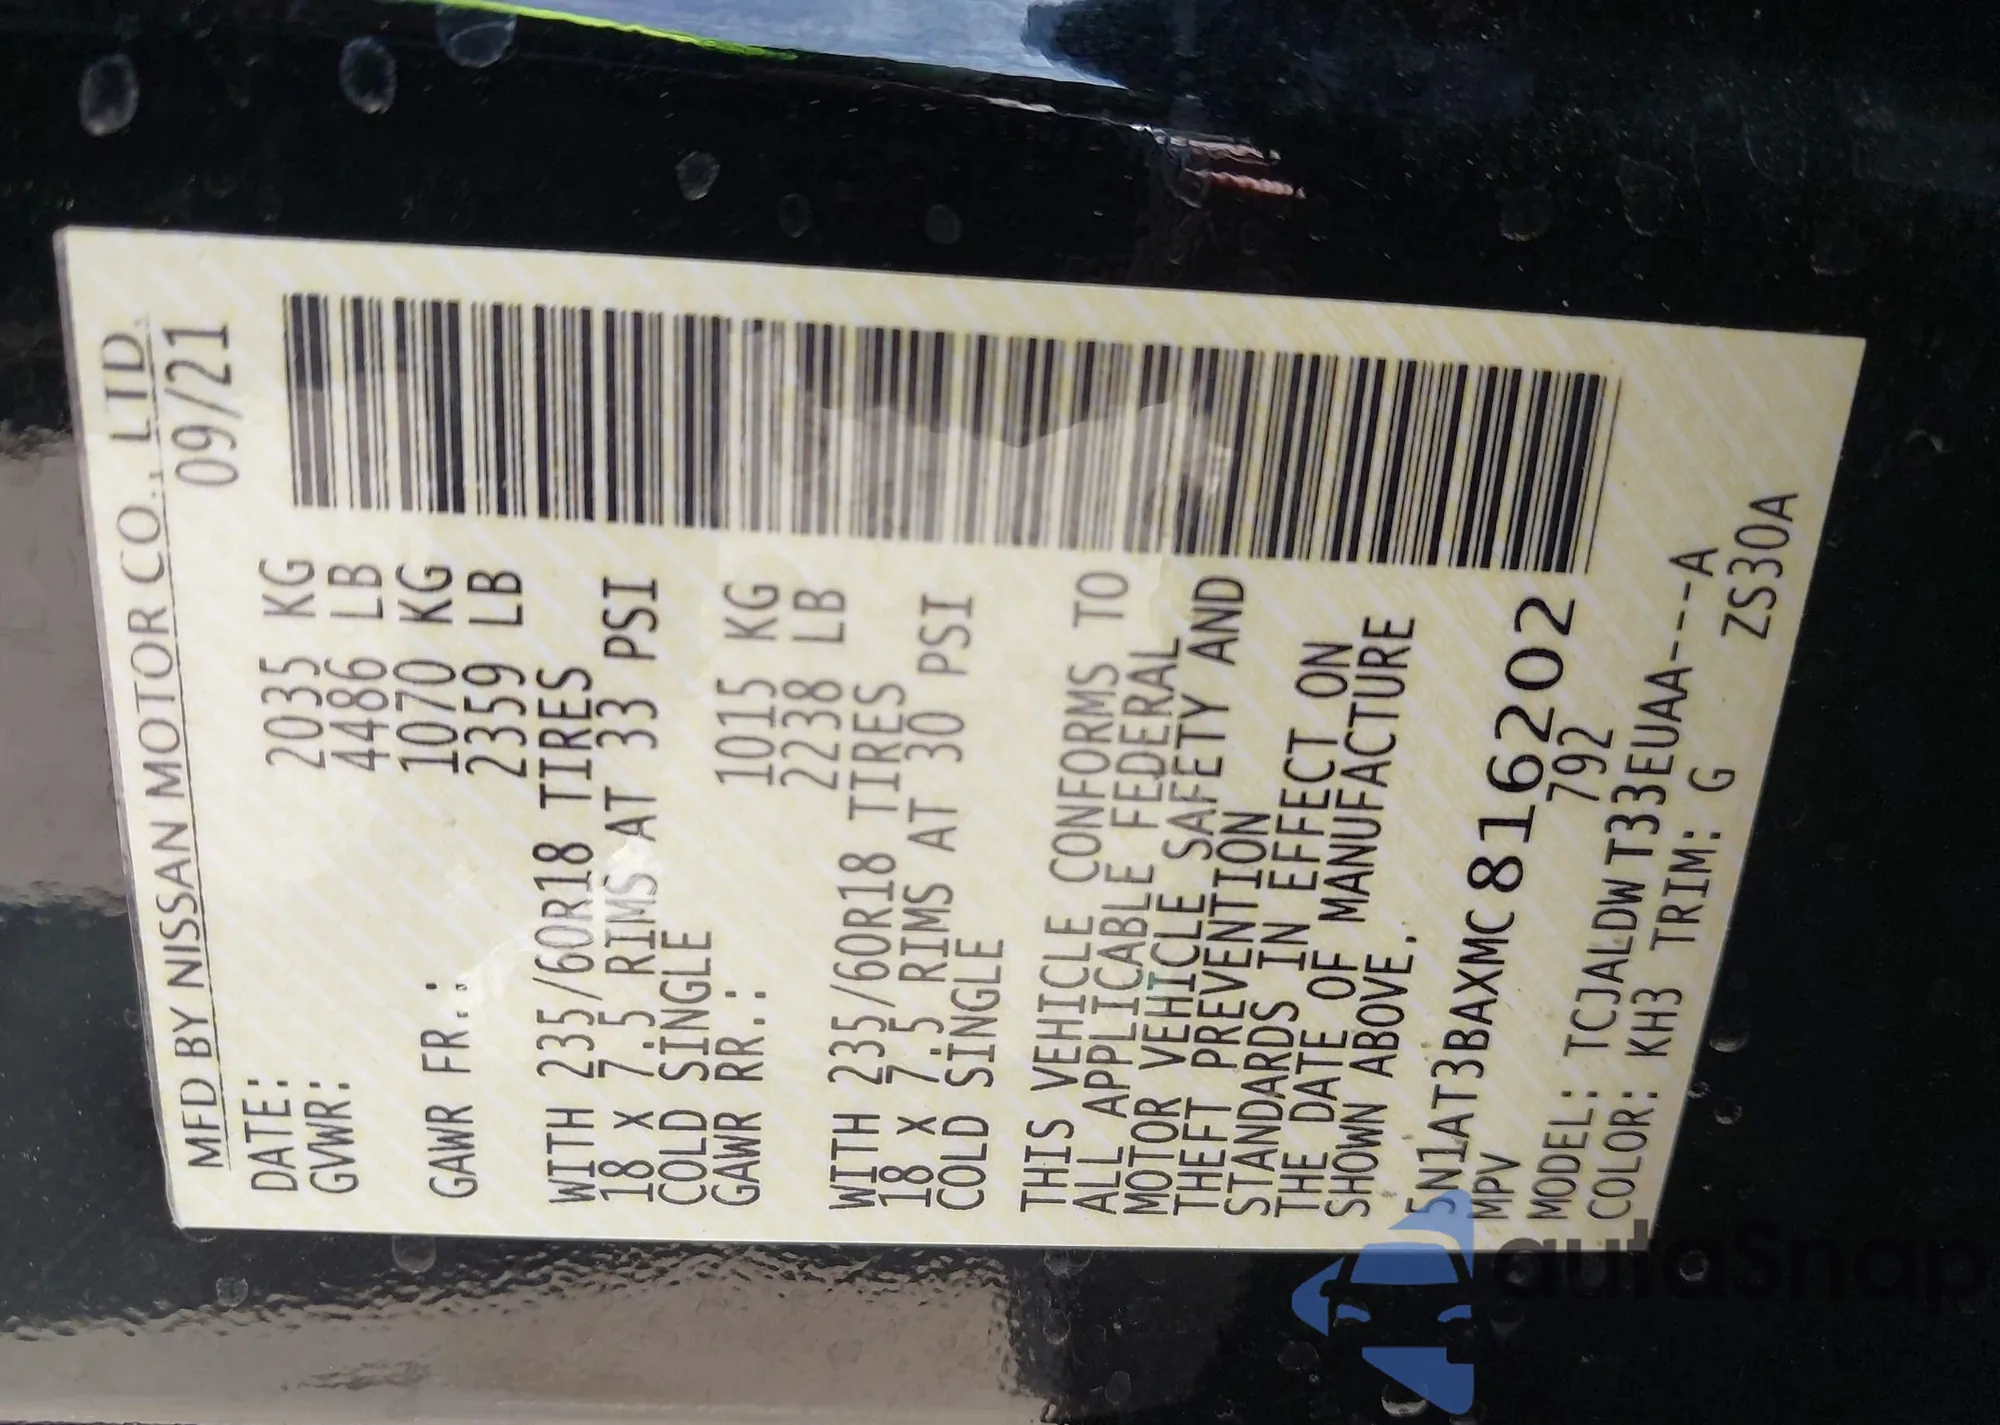 MFD BY NISSAN MOTOR CO., LTD.
DATE: 09/21
GVWR: 2035 KG
4486 LB
GAWR FR.: 1070 KG
2359 LB
WITH 235/60R18 TIRES
18 X 7.5 RIMS AT 33 PSI
COLD SINGLE
GAWR RR.: 1015 KG
2238 LB
WITH 235/60R18 TIRES
18 X 7.5 RIMS AT 30 PSI
COLD SINGLE
THIS VEHICLE CONFORMS TO
ALL APPLICABLE FEDERAL
MOTOR VEHICLE SAFETY AND
THEFT PREVENTION
STANDARDS IN EFFECT ON
THE DATE OF MANUFACTURE
SHOWN ABOVE.
5N1AT3BAXMC816202
MPV 792
MODEL: TCJALDWT33EUAA----A
COLOR: KH3 TRIM: G ZS30A
autoSnap